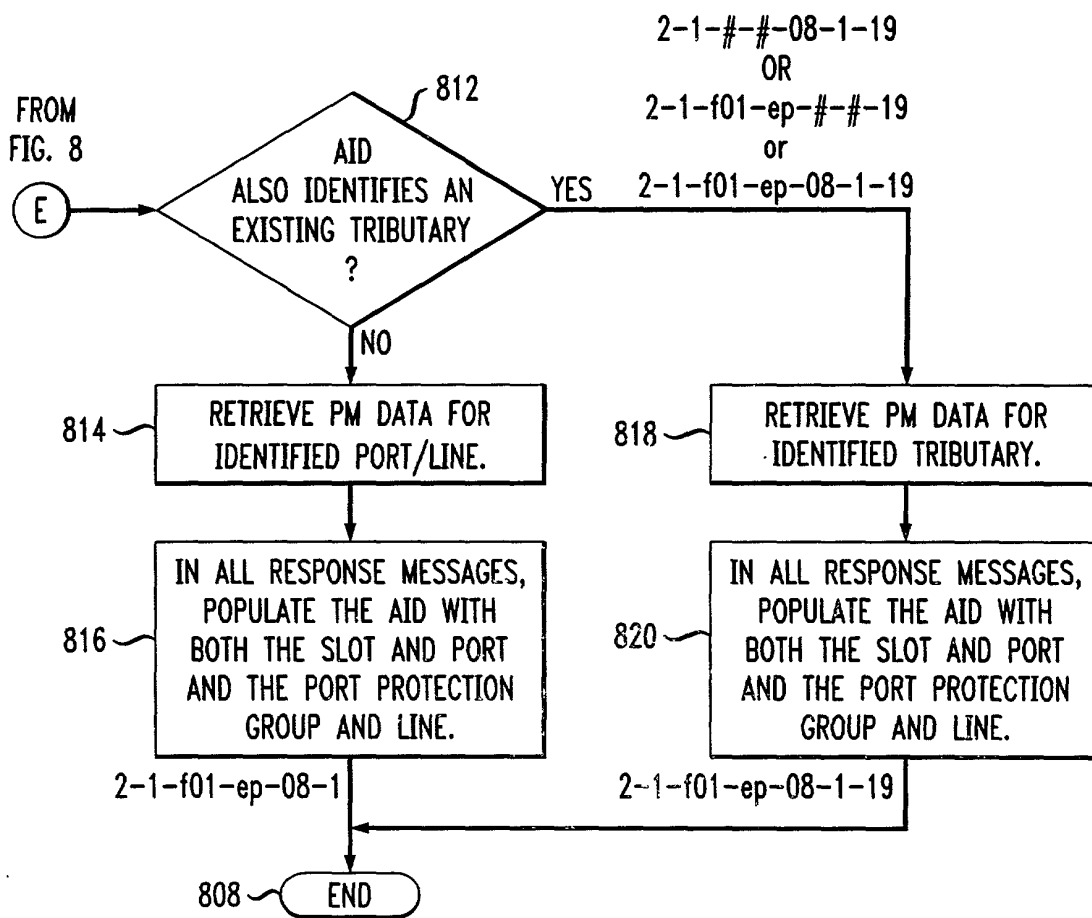 2-1-#-#-08-1-19
OR
2-1-f01-ep-#-#-19
or
2-1-f01-ep-08-1-19
FROM
FIG. 8
E
812
AID
ALSO IDENTIFIES AN
EXISTING TRIBUTARY
?
YES
NO
814
RETRIEVE PM DATA FOR
IDENTIFIED PORT/LINE.
818
RETRIEVE PM DATA FOR
IDENTIFIED TRIBUTARY.
816
IN ALL RESPONSE MESSAGES,
POPULATE THE AID WITH
BOTH THE SLOT AND PORT
AND THE PORT PROTECTION
GROUP AND LINE.
820
IN ALL RESPONSE MESSAGES,
POPULATE THE AID WITH
BOTH THE SLOT AND PORT
AND THE PORT PROTECTION
GROUP AND LINE.
2-1-f01-ep-08-1
2-1-f01-ep-08-1-19
808
END